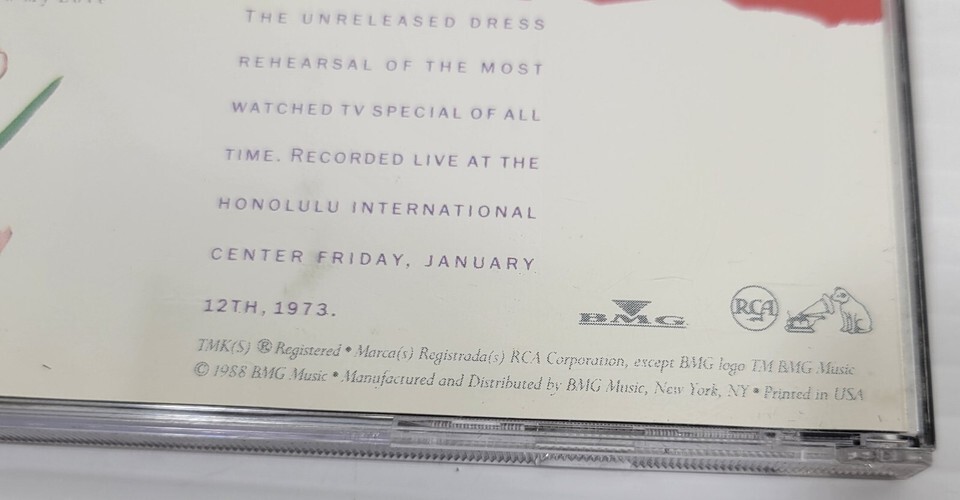 THE UNRELEASED DRESS
REHEARSAL OF THE MOST
WATCHED TV SPECIAL OF ALL
TIME. RECORDED LIVE AT THE
HONOLULU INTERNATIONAL
CENTER FRIDAY, JANUARY
12TH, 1973.
BMG
RCA
TMK(S) ® Registered • Marca(s) Registrada(s) RCA Corporation, except BMG logo TM BMG Music
© 1988 BMG Music • Manufactured and Distributed by BMG Music, New York, NY • Printed in USA